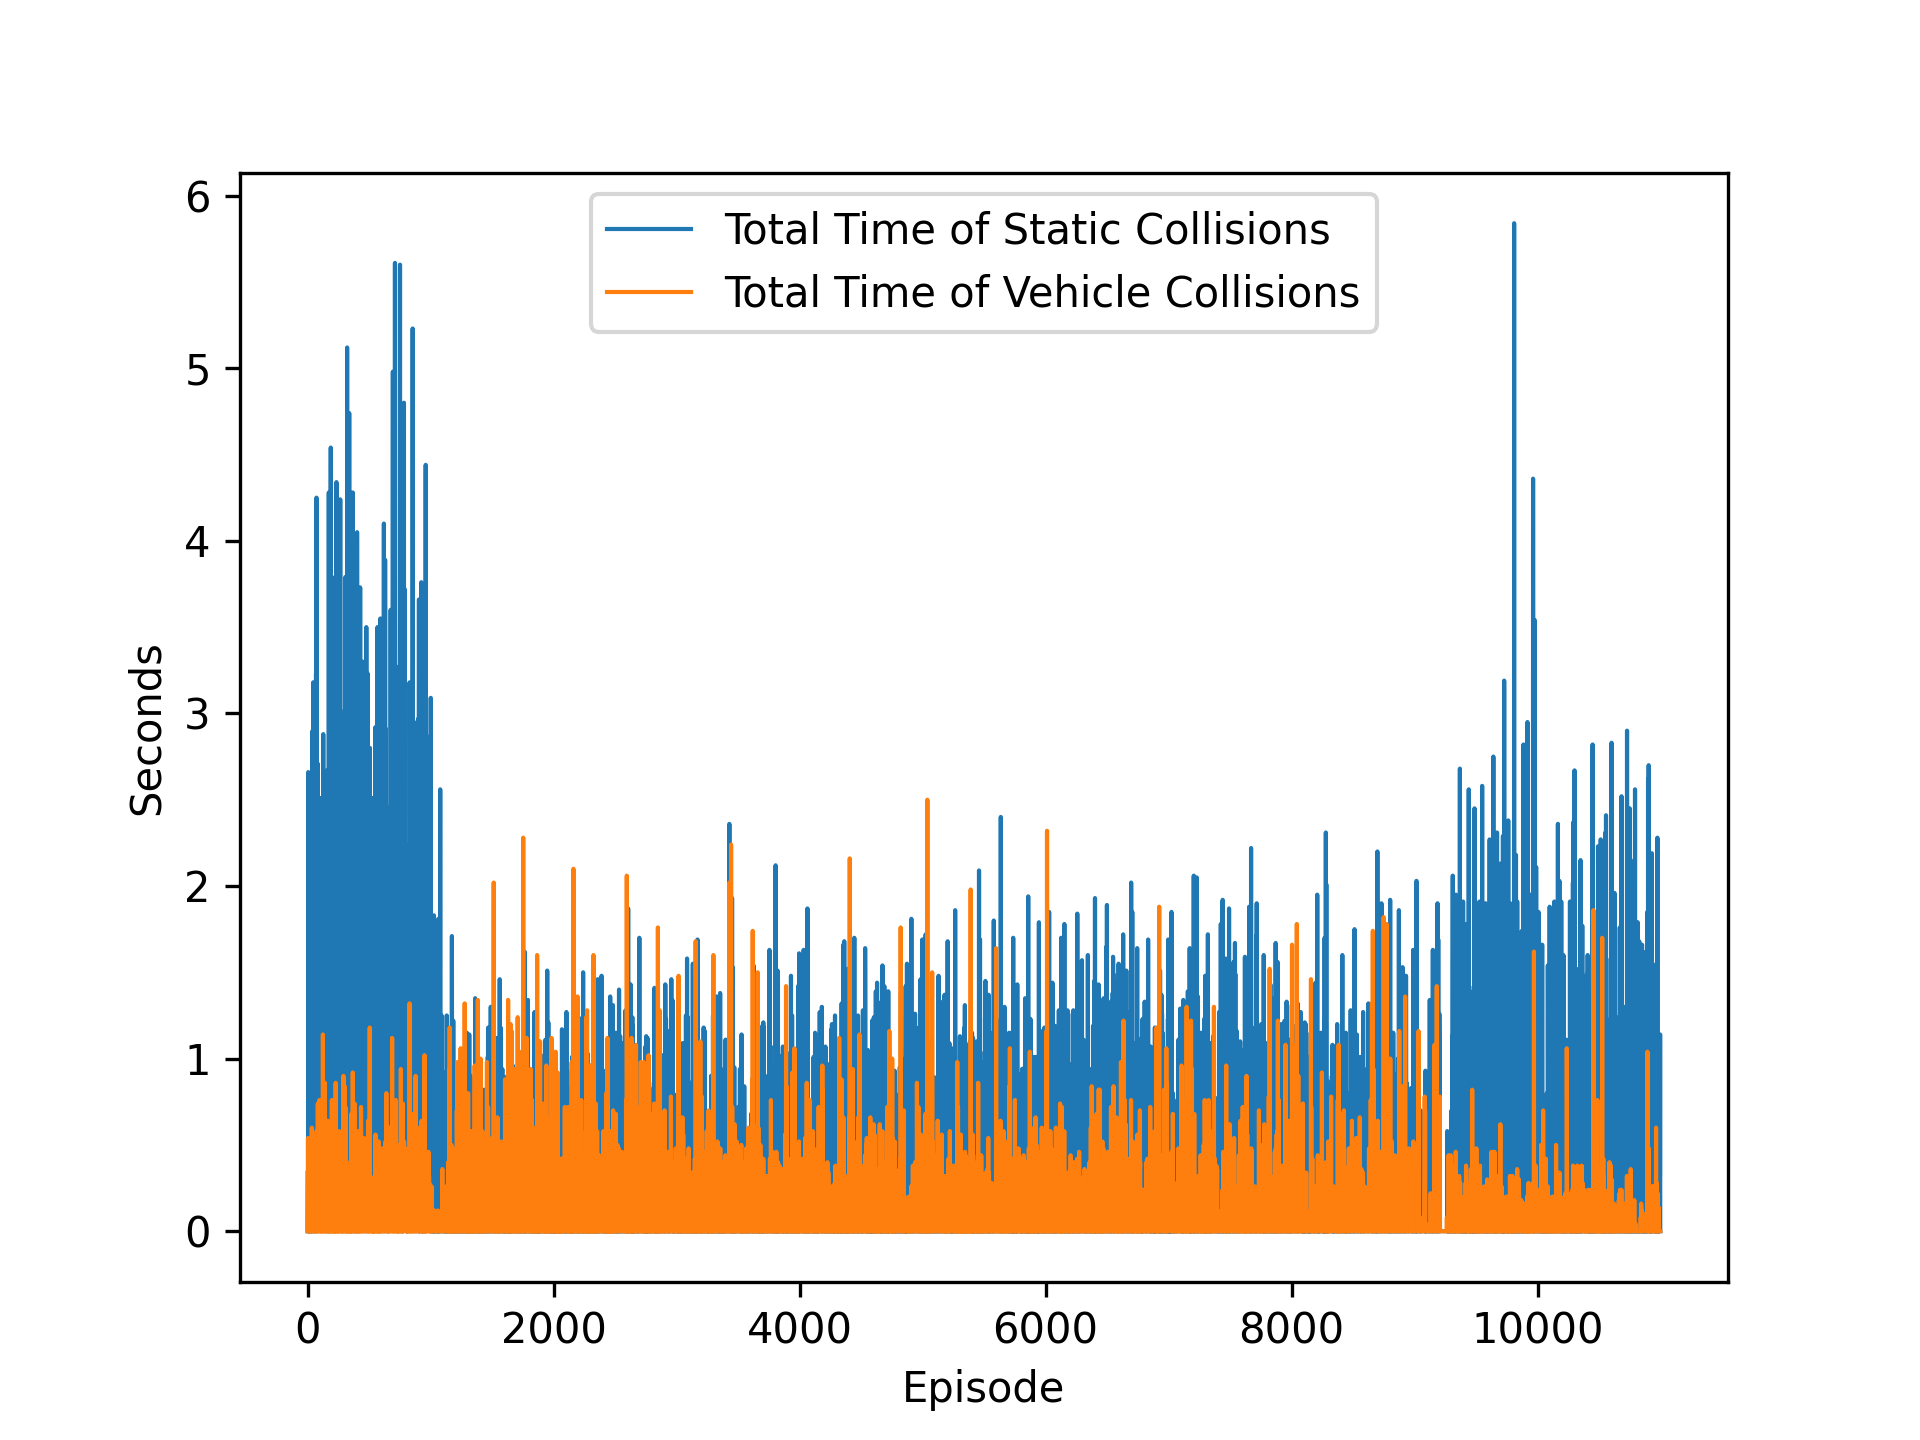 Total Time of Static Collisions
Total Time of Vehicle Collisions
6
5
4
3
2
1
0
Seconds
0 2000 4000 6000 8000 10000
Episode